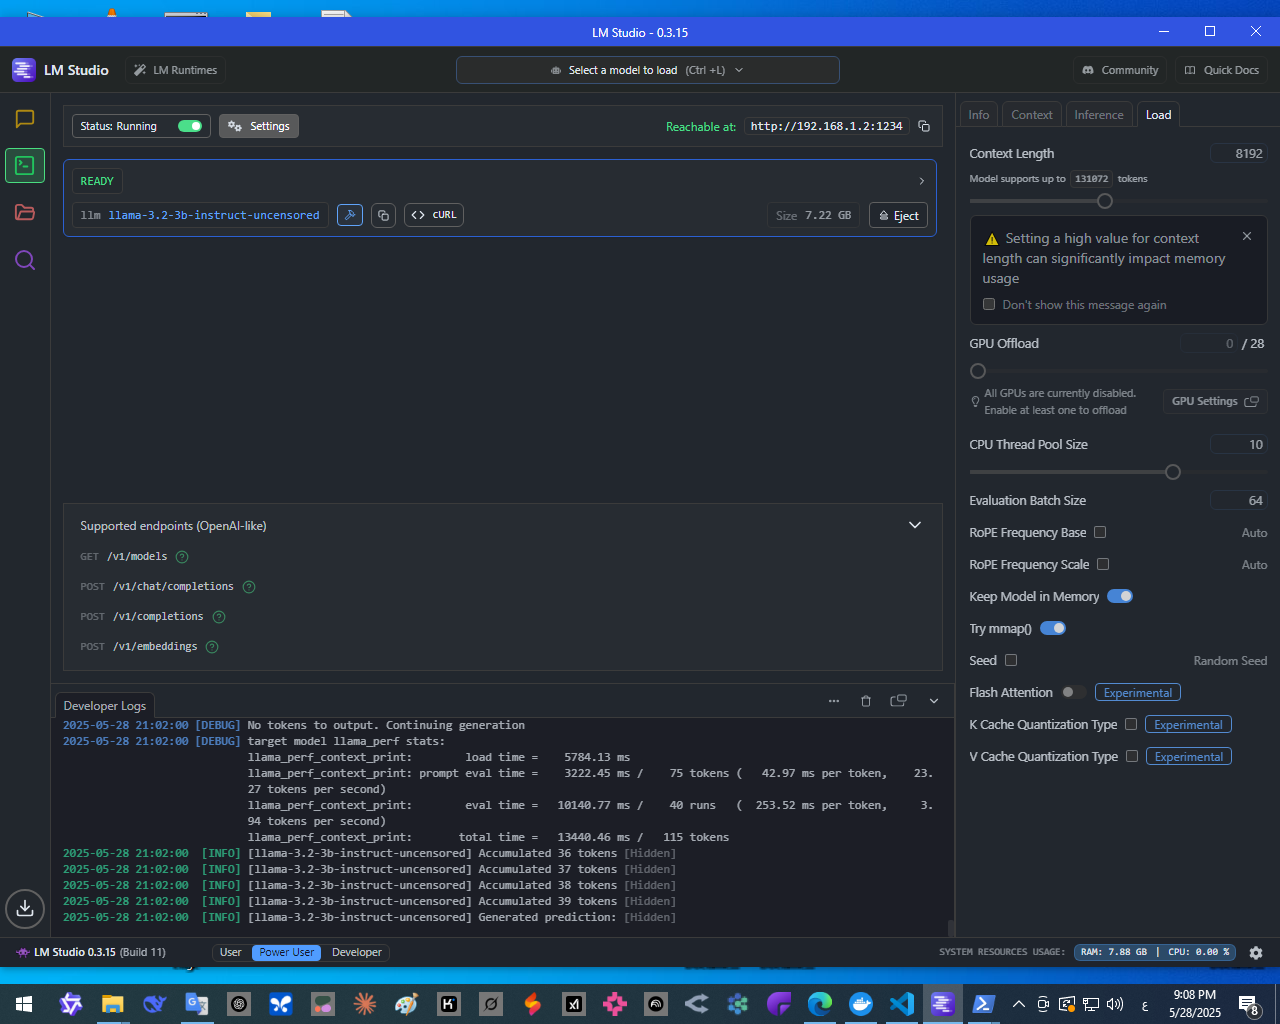 LM Studio - 0.3.15
LM Studio
LM Runtimes
Select a model to load (Ctrl +L)
Community
Quick Docs
Status: Running
Settings
Reachable at: http://192.168.1.2:1234
READY
llm llama-3.2-3b-instruct-uncensored
cURL
Size 7.22 GB
Eject
Supported endpoints (OpenAI-like)
GET /v1/models
POST /v1/chat/completions
POST /v1/completions
POST /v1/embeddings
Developer Logs
2025-05-28 21:02:00 [DEBUG] No tokens to output. Continuing generation
2025-05-28 21:02:00 [DEBUG] target model llama_perf stats:
llama_perf_context_print: load time = 5784.13 ms
llama_perf_context_print: prompt eval time = 3222.45 ms / 75 tokens ( 42.97 ms per token, 23.
27 tokens per second)
llama_perf_context_print: eval time = 10140.77 ms / 40 runs ( 253.52 ms per token, 3.
94 tokens per second)
llama_perf_context_print: total time = 13440.46 ms / 115 tokens
2025-05-28 21:02:00 [INFO] [llama-3.2-3b-instruct-uncensored] Accumulated 36 tokens [Hidden]
2025-05-28 21:02:00 [INFO] [llama-3.2-3b-instruct-uncensored] Accumulated 37 tokens [Hidden]
2025-05-28 21:02:00 [INFO] [llama-3.2-3b-instruct-uncensored] Accumulated 38 tokens [Hidden]
2025-05-28 21:02:00 [INFO] [llama-3.2-3b-instruct-uncensored] Accumulated 39 tokens [Hidden]
2025-05-28 21:02:00 [INFO] [llama-3.2-3b-instruct-uncensored] Generated prediction: [Hidden]
Info
Context
Inference
Load
Context Length 8192
Model supports up to 131072 tokens
Setting a high value for context
length can significantly impact memory
usage
Don't show this message again
GPU Offload 0 / 28
All GPUs are currently disabled.
Enable at least one to offload
GPU Settings
CPU Thread Pool Size 10
Evaluation Batch Size 64
RoPE Frequency Base Auto
RoPE Frequency Scale Auto
Keep Model in Memory
Try mmap()
Seed Random Seed
Flash Attention Experimental
K Cache Quantization Type Experimental
V Cache Quantization Type Experimental
LM Studio 0.3.15 (Build 11)
User
Power User
Developer
SYSTEM RESOURCES USAGE: RAM: 7.88 GB | CPU: 0.00 %
ع
9:08 PM
5/28/2025
8